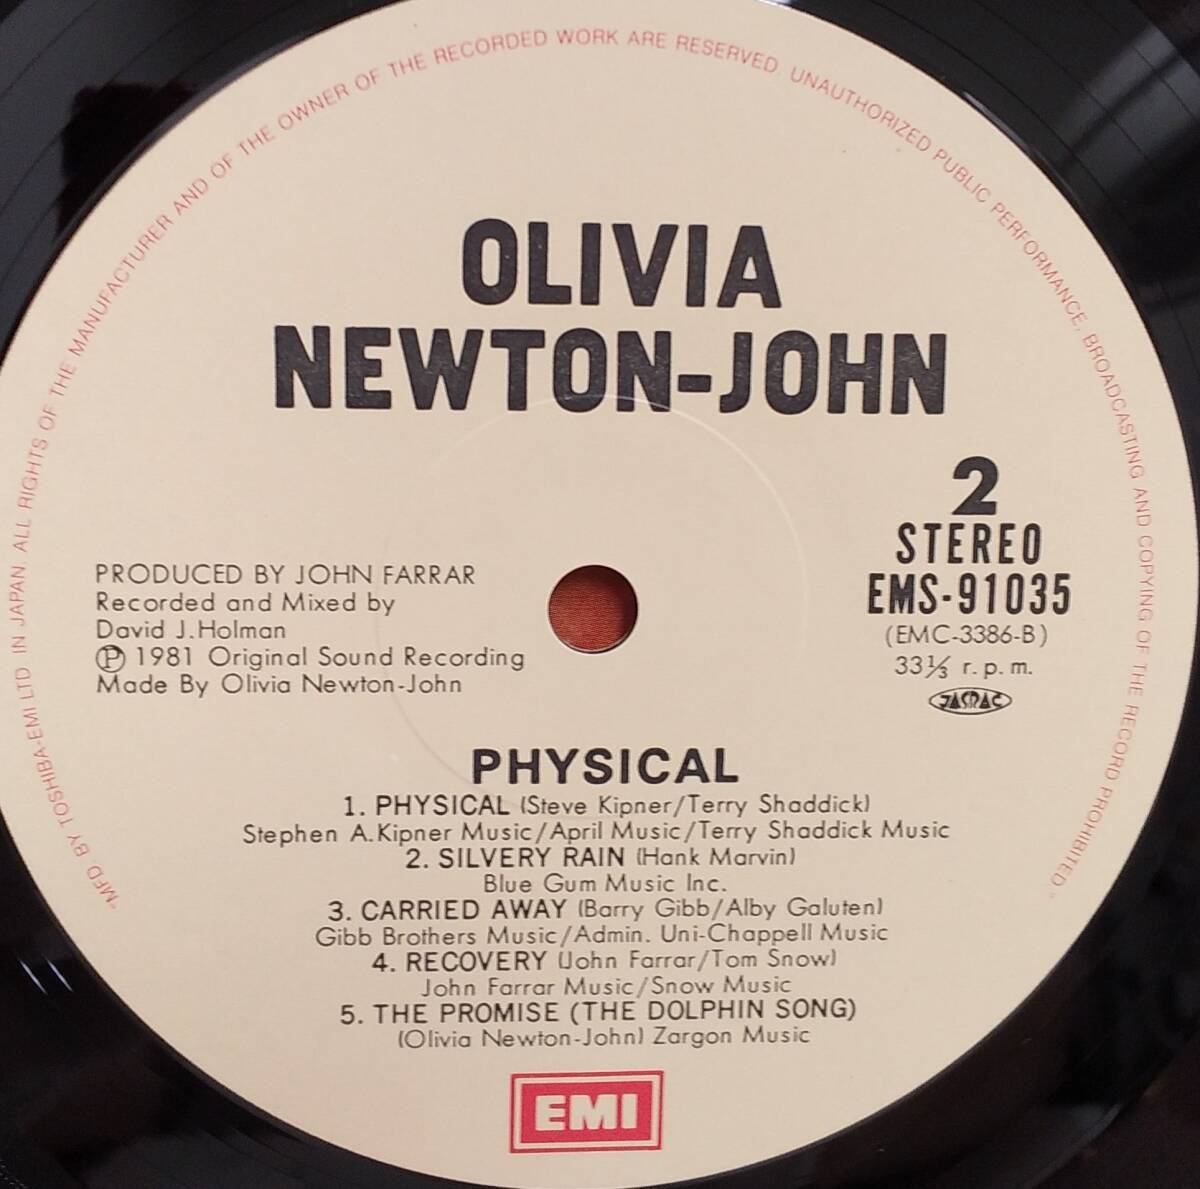 "MFD. BY TOSHIBA-EMI LTD IN JAPAN. ALL RIGHTS OF THE MANUFACTURER AND OF THE OWNER OF THE RECORDED WORK ARE RESERVED. UNAUTHORIZED PUBLIC PERFORMANCE, BROADCASTING AND COPYING OF THE RECORD PROHIBITED."
OLIVIA
NEWTON-JOHN
2
STEREO
EMS-91035
(EMC-3386-B)
33⅓ r.p.m.
JASRAC
PRODUCED BY JOHN FARRAR
Recorded and Mixed by
David J.Holman
Ⓟ 1981 Original Sound Recording
Made By Olivia Newton-John
PHYSICAL
1. PHYSICAL (Steve Kipner/Terry Shaddick)
Stephen A.Kipner Music/April Music/Terry Shaddick Music
2. SILVERY RAIN (Hank Marvin)
Blue Gum Music Inc.
3. CARRIED AWAY (Barry Gibb/Alby Galuten)
Gibb Brothers Music/Admin. Uni-Chappell Music
4. RECOVERY (John Farrar/Tom Snow)
John Farrar Music/Snow Music
5. THE PROMISE (THE DOLPHIN SONG)
(Olivia Newton-John) Zargon Music
EMI